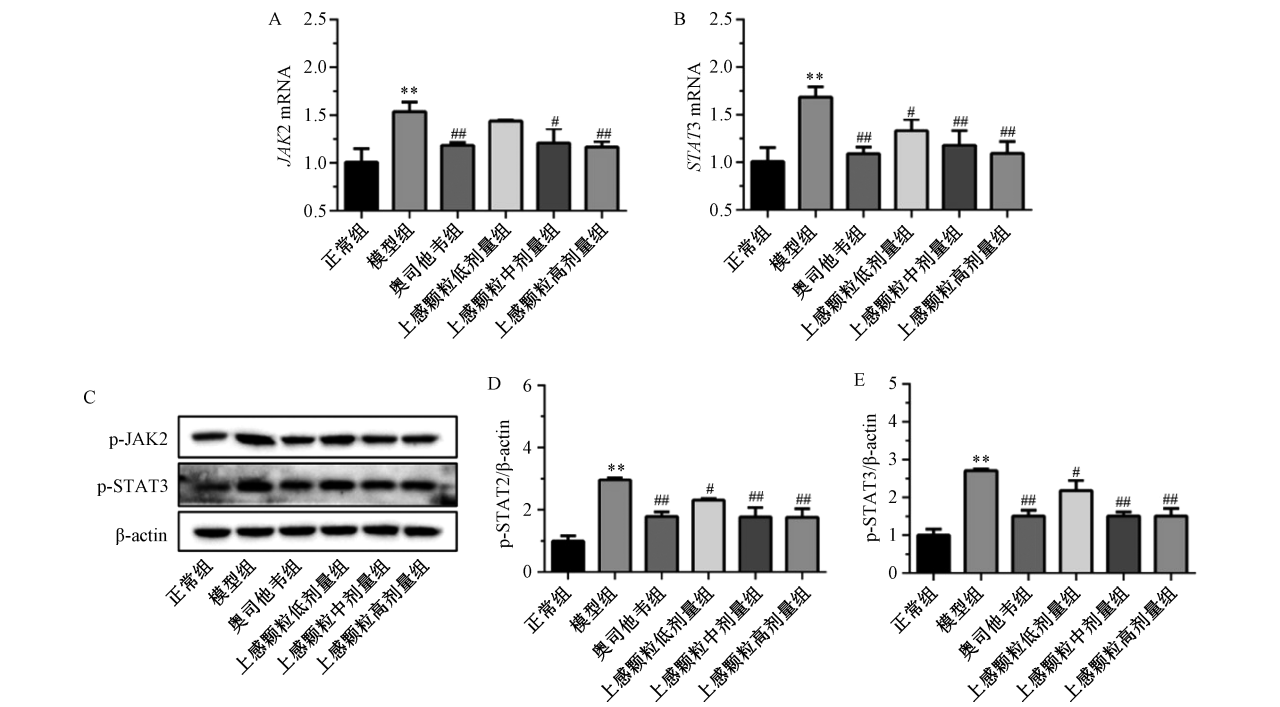 A
2.5
2.0
1.5
1.0
0.5
JAK2 mRNA
**
##
#
##
正常组
模型组
奥司他韦组
上感颗粒低剂量组
上感颗粒中剂量组
上感颗粒高剂量组
B
2.5
2.0
1.5
1.0
0.5
STAT3 mRNA
**
##
#
##
##
正常组
模型组
奥司他韦组
上感颗粒低剂量组
上感颗粒中剂量组
上感颗粒高剂量组
C
p-JAK2
p-STAT3
β-actin
正常组
模型组
奥司他韦组
上感颗粒低剂量组
上感颗粒中剂量组
上感颗粒高剂量组
D
6
4
2
0
p-STAT2/β-actin
**
##
#
##
##
正常组
模型组
奥司他韦组
上感颗粒低剂量组
上感颗粒中剂量组
上感颗粒高剂量组
E
5
4
3
2
1
0
p-STAT3/β-actin
**
##
#
##
##
正常组
模型组
奥司他韦组
上感颗粒低剂量组
上感颗粒中剂量组
上感颗粒高剂量组